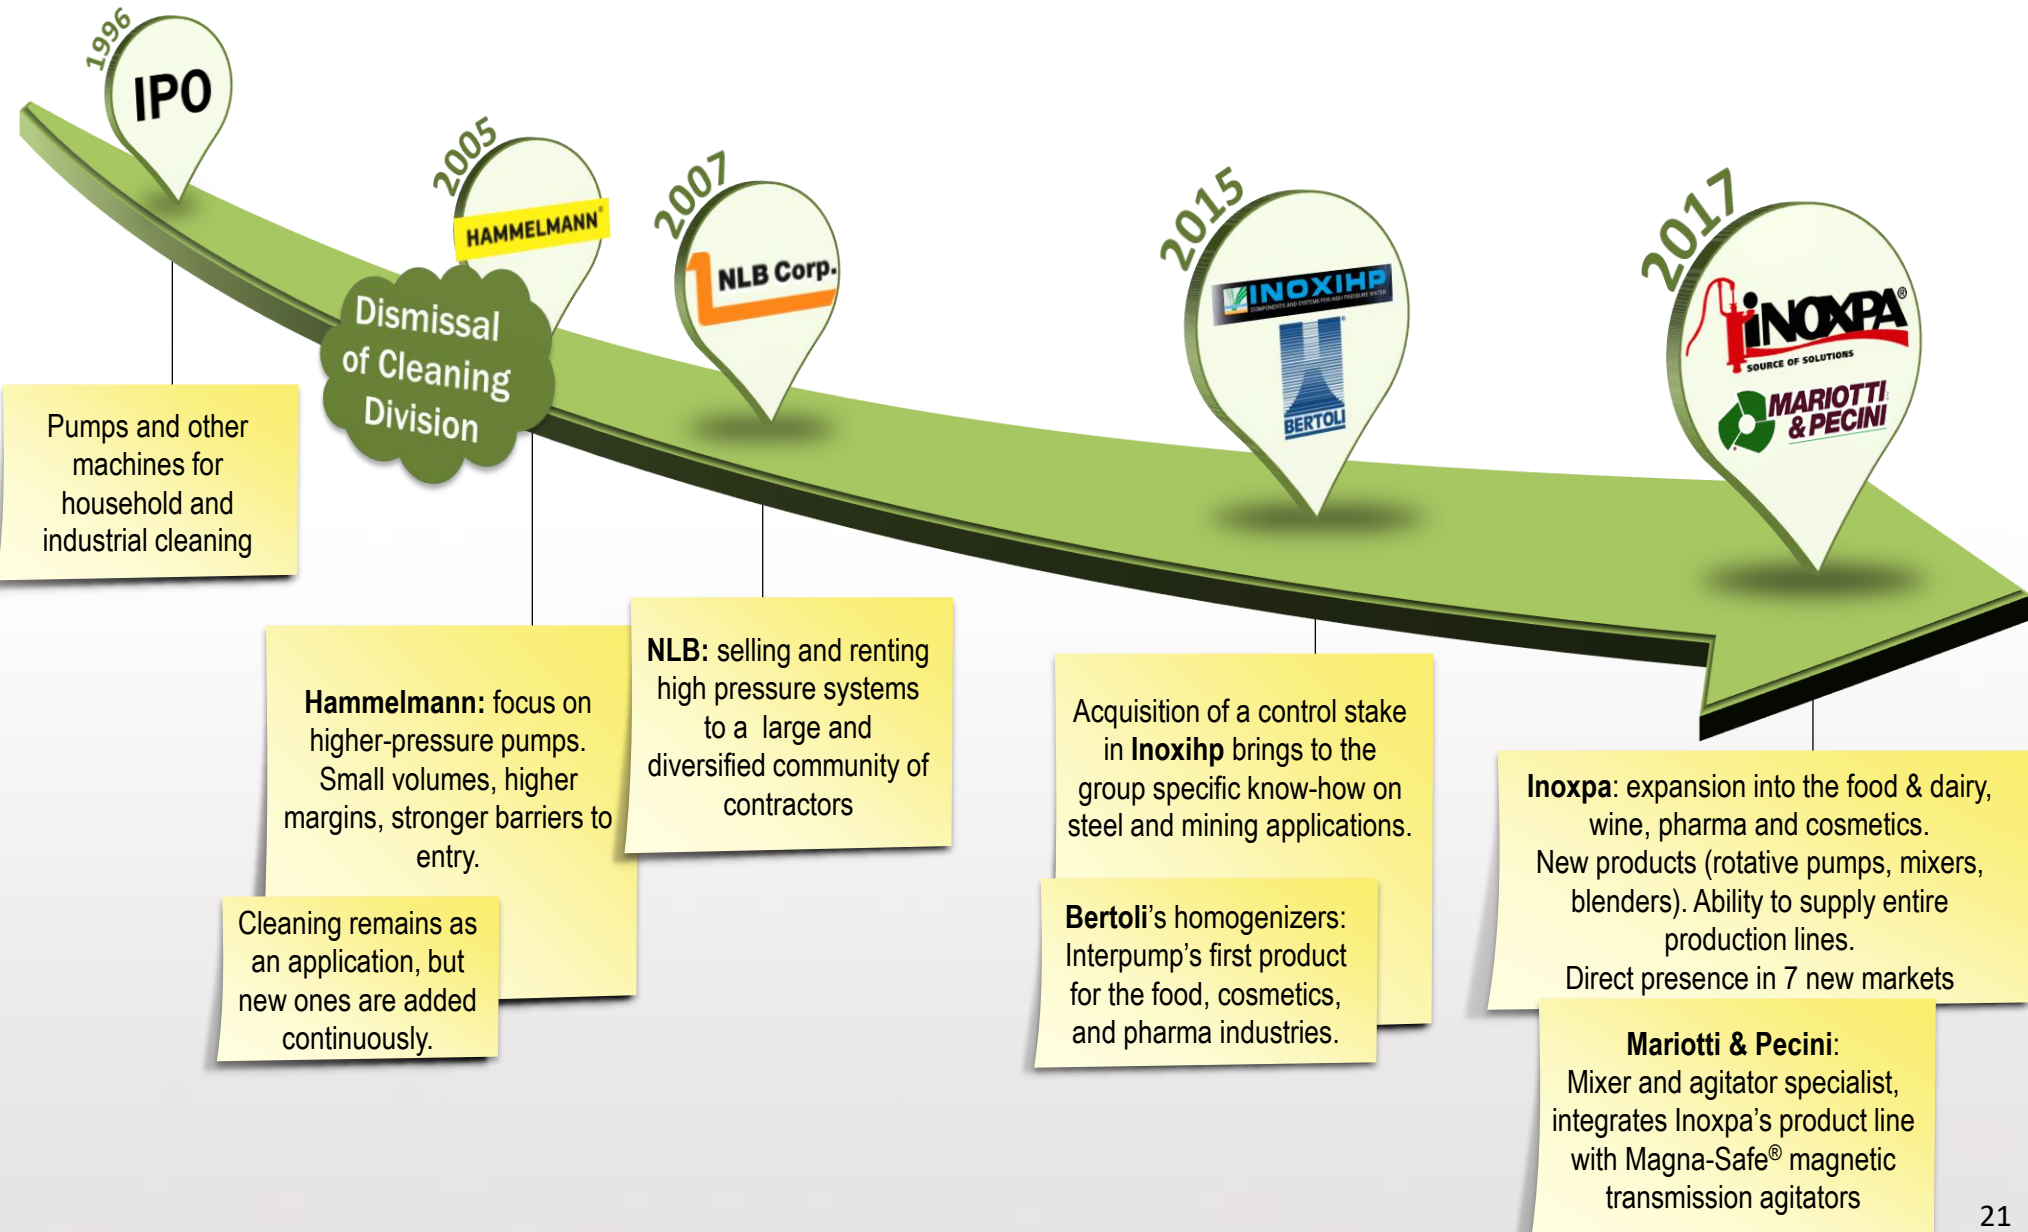 1996
IPO
Pumps and other
machines for
household and
industrial cleaning
2005
HAMMELMANN®
Dismissal
of Cleaning
Division
Hammelmann: focus on
higher-pressure pumps.
Small volumes, higher
margins, stronger barriers to
entry.
Cleaning remains as
an application, but
new ones are added
continuously.
2007
NLB Corp.
NLB: selling and renting
high pressure systems
to a large and
diversified community of
contractors
2015
INOXIHP
COMPONENTS AND SYSTEMS FOR HIGH PRESSURE WATER
BERTOLI
Acquisition of a control stake
in Inoxihp brings to the
group specific know-how on
steel and mining applications.
Bertoli’s homogenizers:
Interpump’s first product
for the food, cosmetics,
and pharma industries.
2017
iNOXPA®
SOURCE OF SOLUTIONS
MARIOTTI
& PECINI
Inoxpa: expansion into the food & dairy,
wine, pharma and cosmetics.
New products (rotative pumps, mixers,
blenders). Ability to supply entire
production lines.
Direct presence in 7 new markets
Mariotti & Pecini:
Mixer and agitator specialist,
integrates Inoxpa’s product line
with Magna-Safe® magnetic
transmission agitators
21